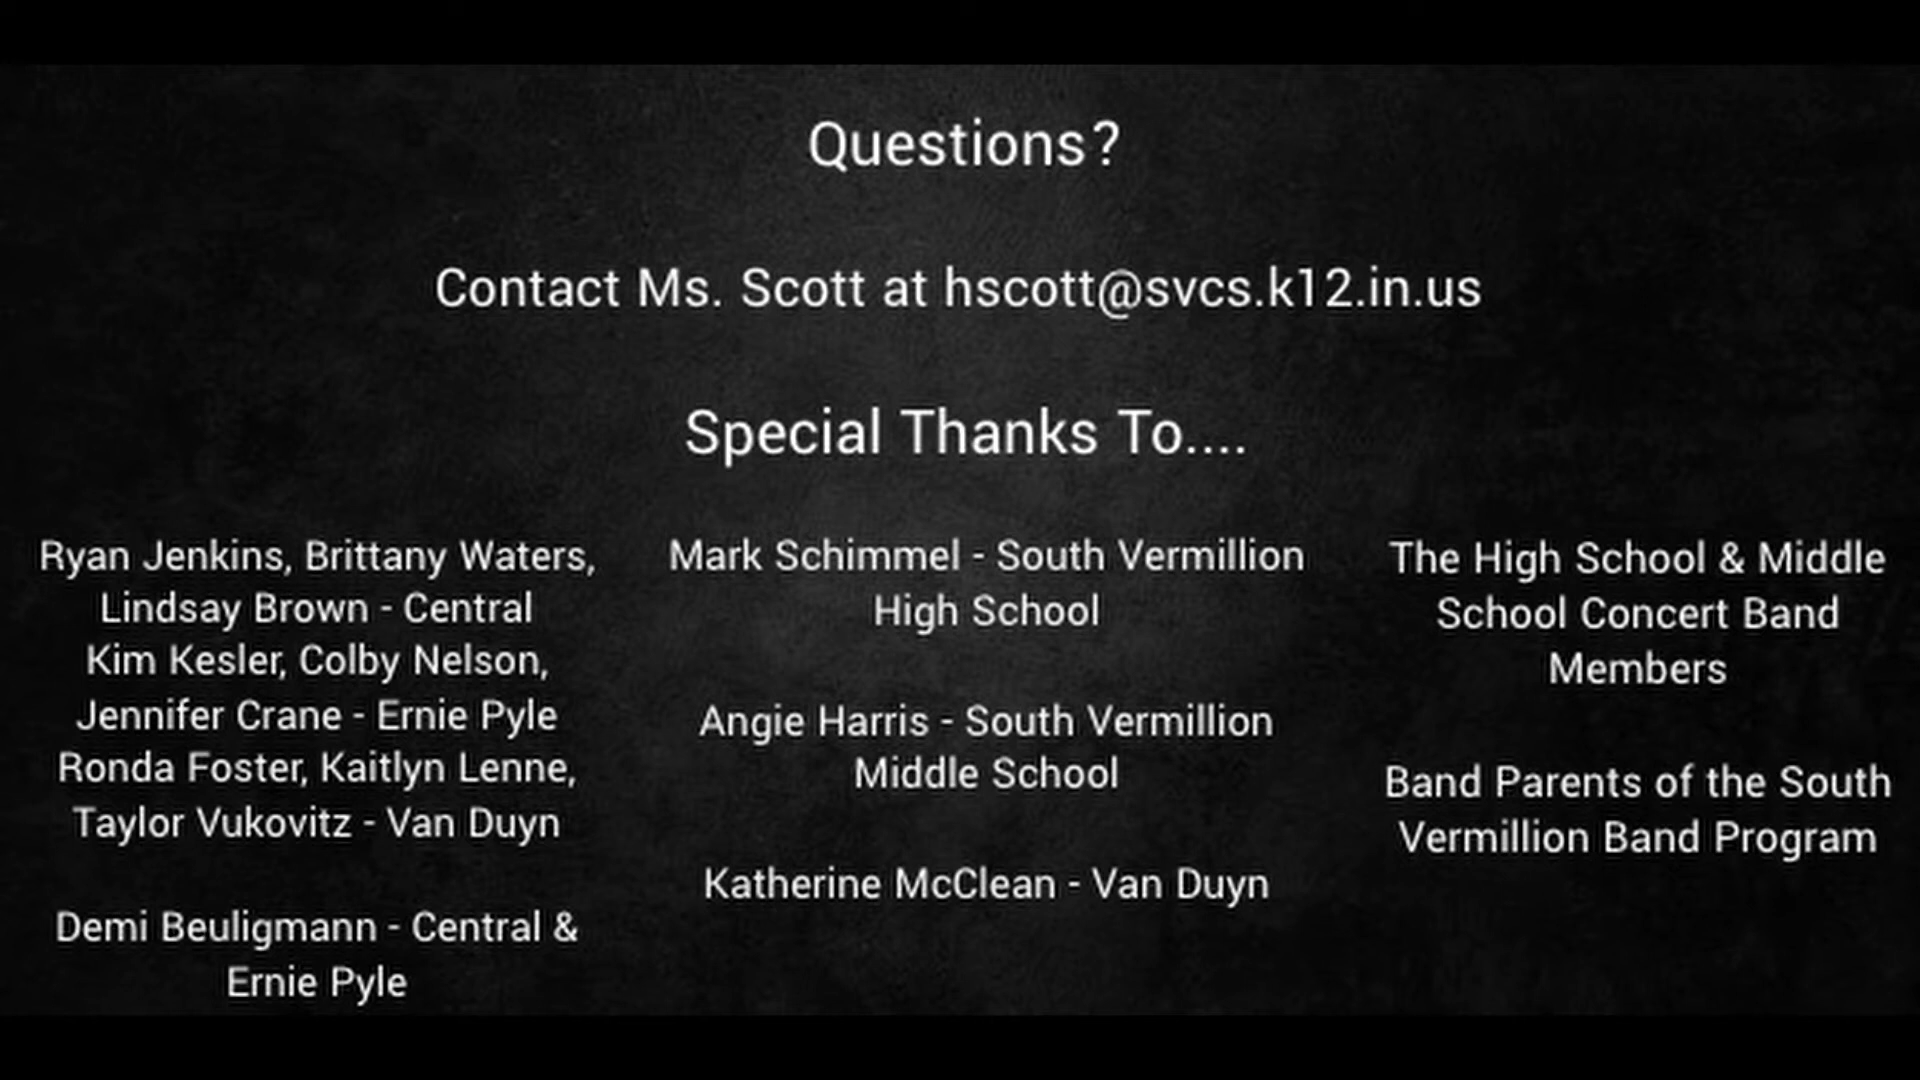 Questions?
Contact Ms. Scott at hscott@svcs.k12.in.us
Special Thanks To....
Ryan Jenkins, Brittany Waters,
Lindsay Brown - Central
Kim Kesler, Colby Nelson,
Jennifer Crane - Ernie Pyle
Ronda Foster, Kaitlyn Lenne,
Taylor Vukovitz - Van Duyn
Demi Beuligmann - Central &
Ernie Pyle
Mark Schimmel - South Vermillion
High School
Angie Harris - South Vermillion
Middle School
Katherine McClean - Van Duyn
The High School & Middle
School Concert Band
Members
Band Parents of the South
Vermillion Band Program